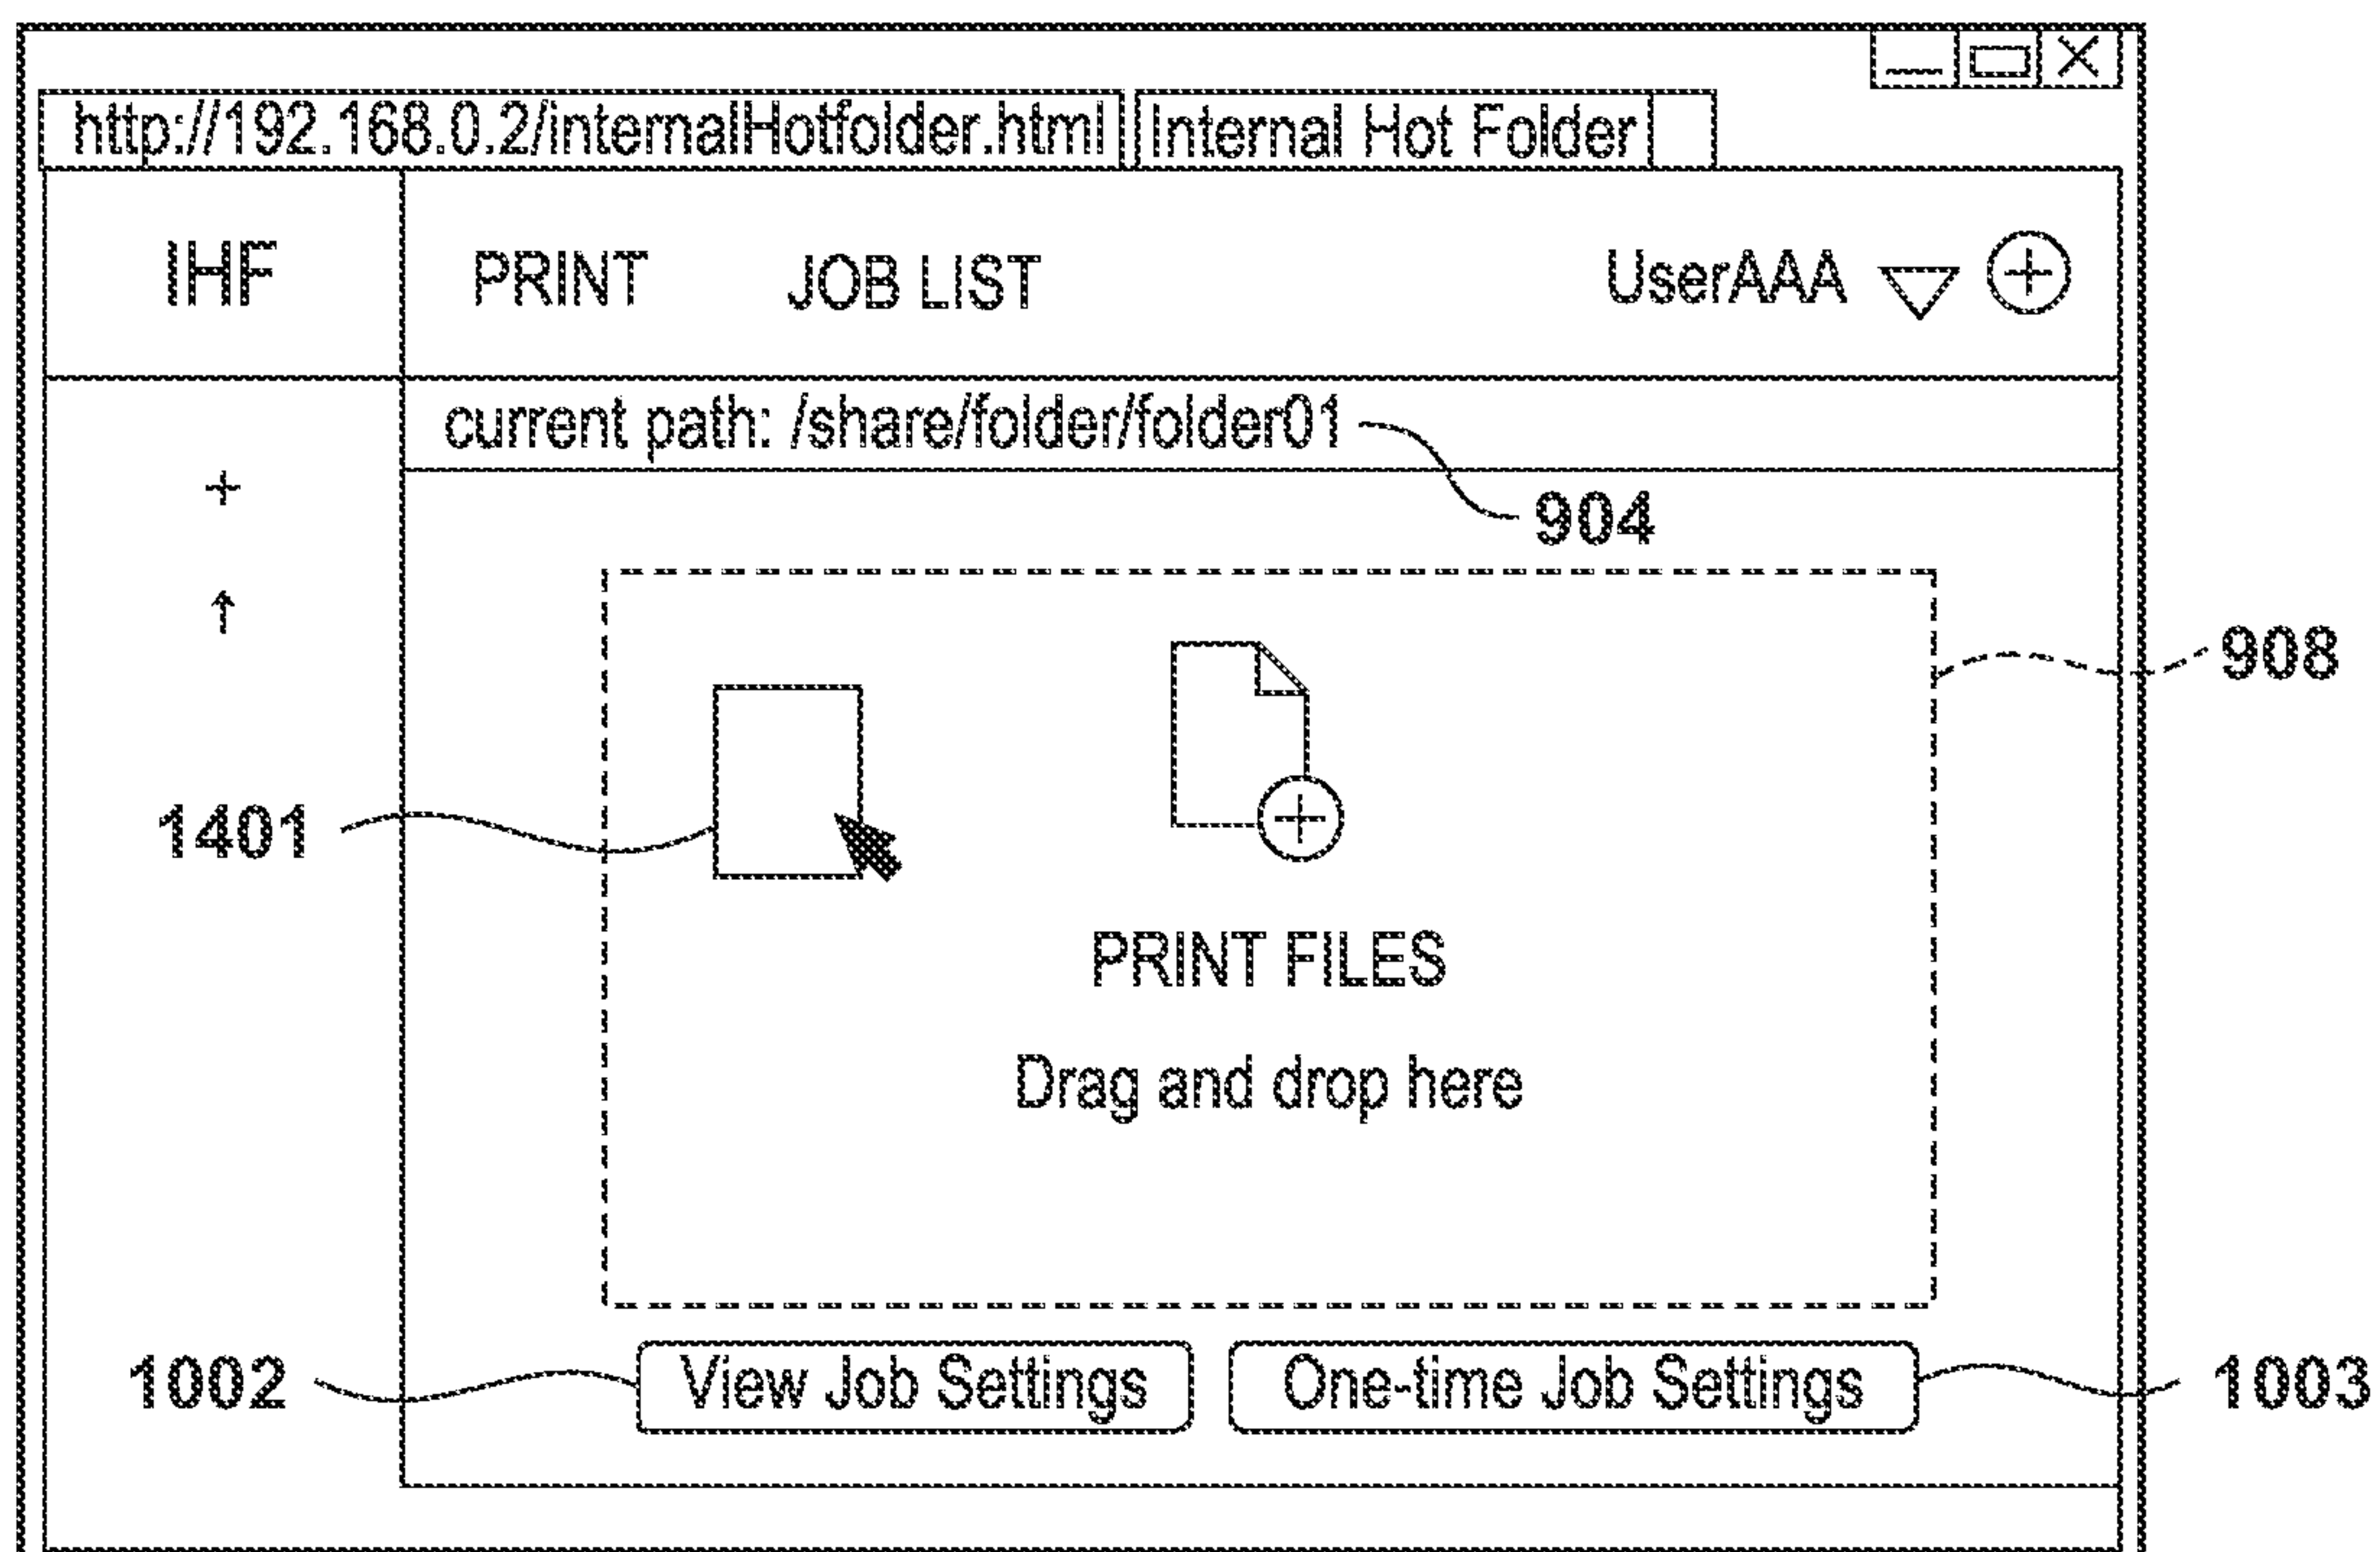 http://192.168.0.2/internalHotfolder.html Internal Hot Folder
IHF PRINT JOB LIST UserAAA
current path: /share/folder/folder01
904
908
1401
PRINT FILES
Drag and drop here
1002 View Job Settings One-time Job Settings 1003